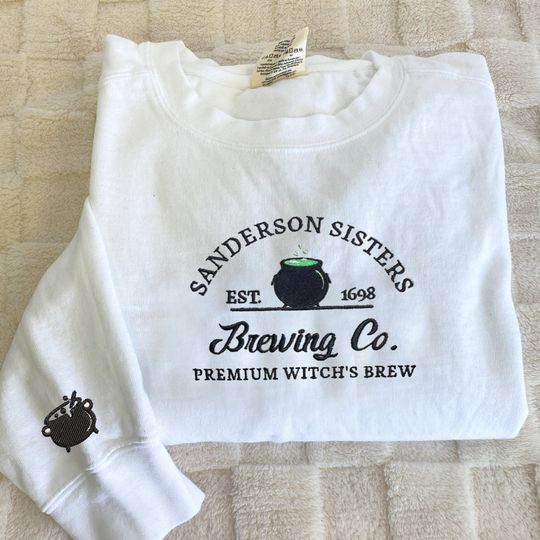 SANDERSON SISTERS
EST. 1698
Brewing Co.
PREMIUM WITCH'S BREW